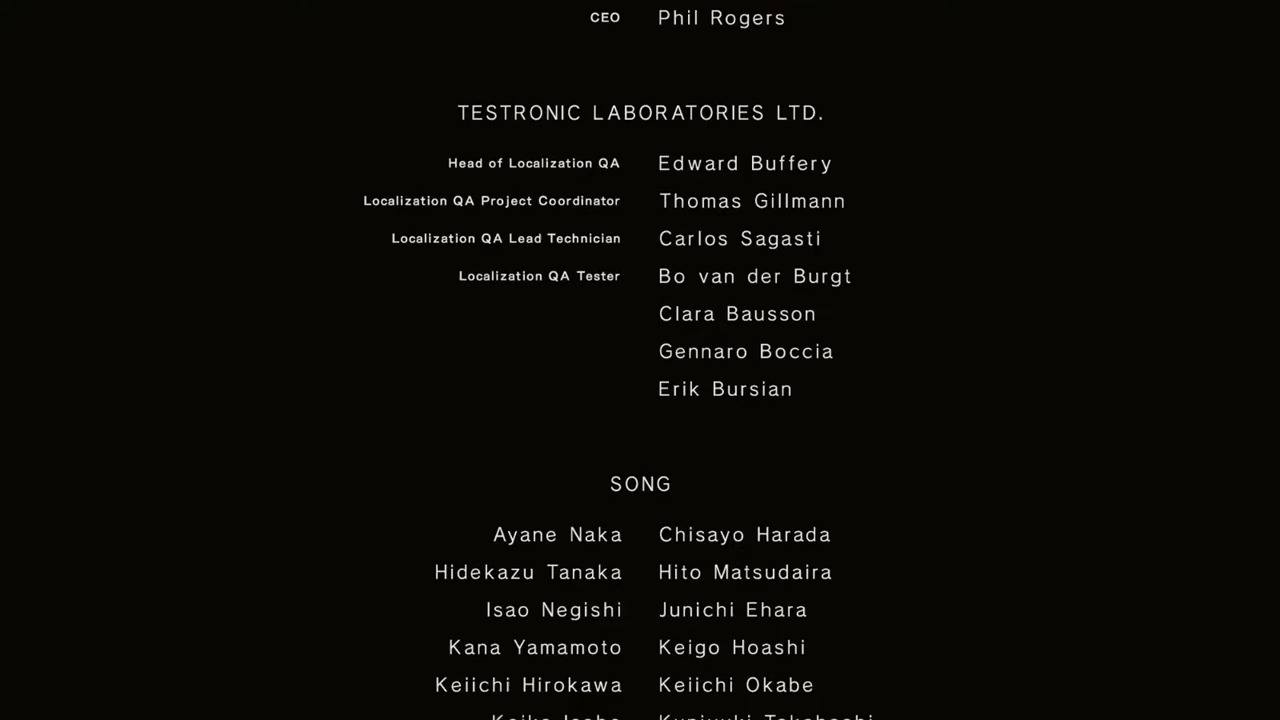 CEO Phil Rogers
TESTRONIC LABORATORIES LTD.
Head of Localization QA Edward Buffery
Localization QA Project Coordinator Thomas Gillmann
Localization QA Lead Technician Carlos Sagasti
Localization QA Tester Bo van der Burgt
Clara Bausson
Gennaro Boccia
Erik Bursian
SONG
Ayane Naka Chisayo Harada
Hidekazu Tanaka Hito Matsudaira
Isao Negishi Junichi Ehara
Kana Yamamoto Keigo Hoashi
Keiichi Hirokawa Keiichi Okabe